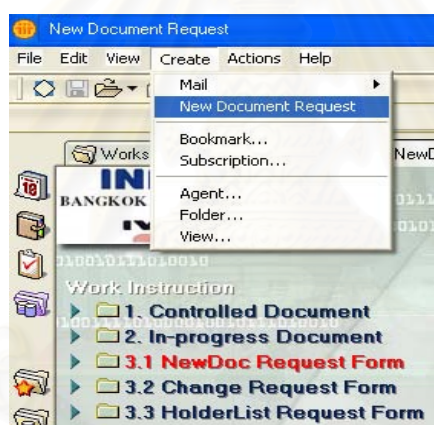 New Document Request
File Edit View Create Actions Help
Mail
New Document Request
Bookmark...
Subscription...
Agent...
Folder...
View...
Works
NewD
BANGKOK
Work Instruction
1. Controlled Document
2. In-progress Document
3.1 NewDoc Request Form
3.2 Change Request Form
3.3 HolderList Request Form